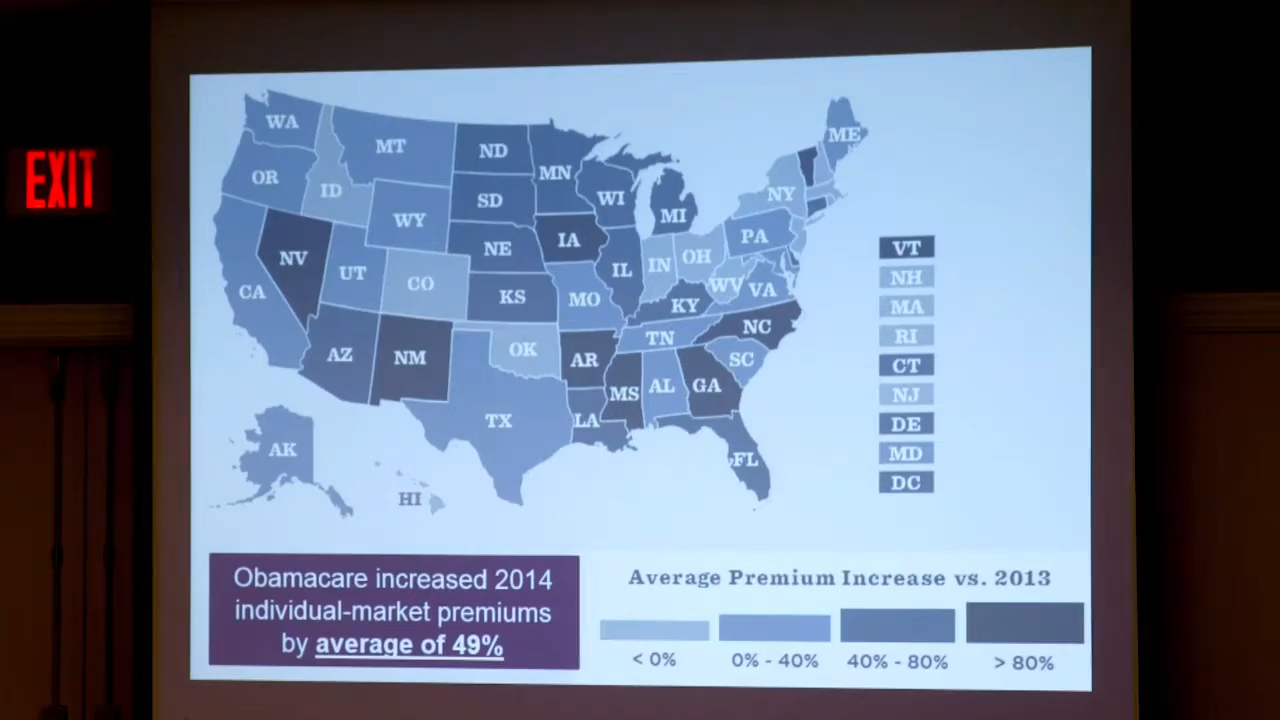 EXIT
WA
MT
ND
MN
ME
OR
ID
SD
WI
MI
NY
WY
NE
IA
PA
NV
UT
CO
IL
IN
OH
WV
VA
CA
KS
MO
KY
NC
AZ
NM
OK
AR
TN
SC
MS
AL
GA
TX
LA
FL
AK
HI
VT
NH
MA
RI
CT
NJ
DE
MD
DC
Obamacare increased 2014
individual-market premiums
by average of 49%
Average Premium Increase vs. 2013
< 0%
0% - 40%
40% - 80%
> 80%